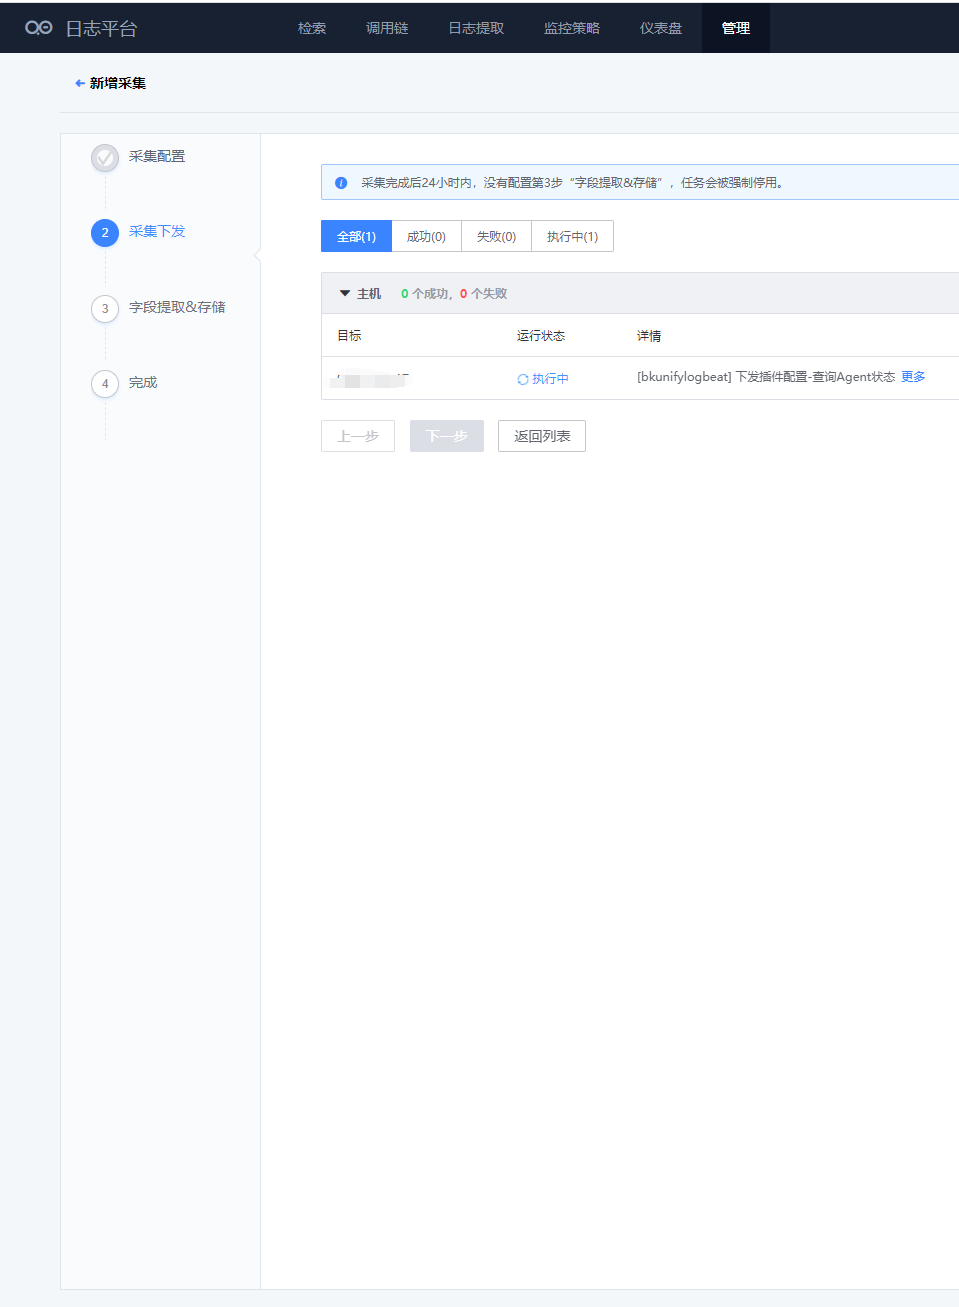 日志平台 检索 调用链 日志提取 监控策略 仪表盘 管理
新增采集
采集配置
2 采集下发
3 字段提取&存储
4 完成
采集完成后24小时内，没有配置第3步“字段提取&存储”，任务会被强制停用。
全部(1) 成功(0) 失败(0) 执行中(1)
主机 0 个成功，0 个失败
目标 运行状态 详情
执行中 [bkunifylogbeat] 下发插件配置-查询Agent状态 更多
上一步 下一步 返回列表